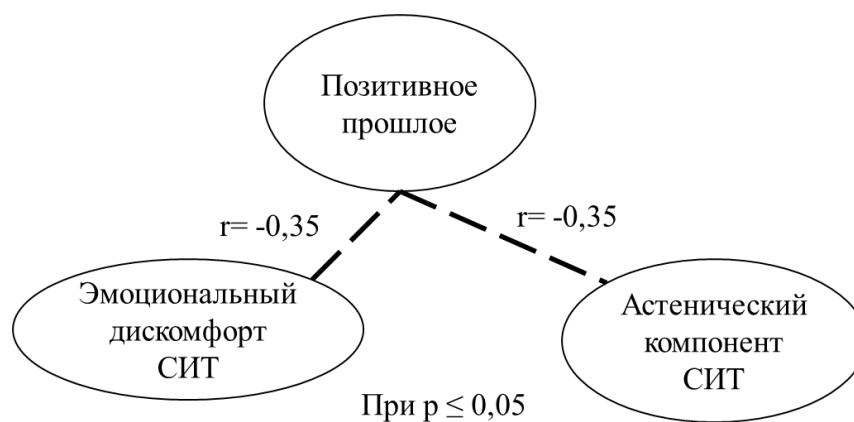 Позитивное
прошлое
r= -0,35
r= -0,35
Эмоциональный
дискомфорт
СИТ
Астенический
компонент
СИТ
При p ≤ 0,05